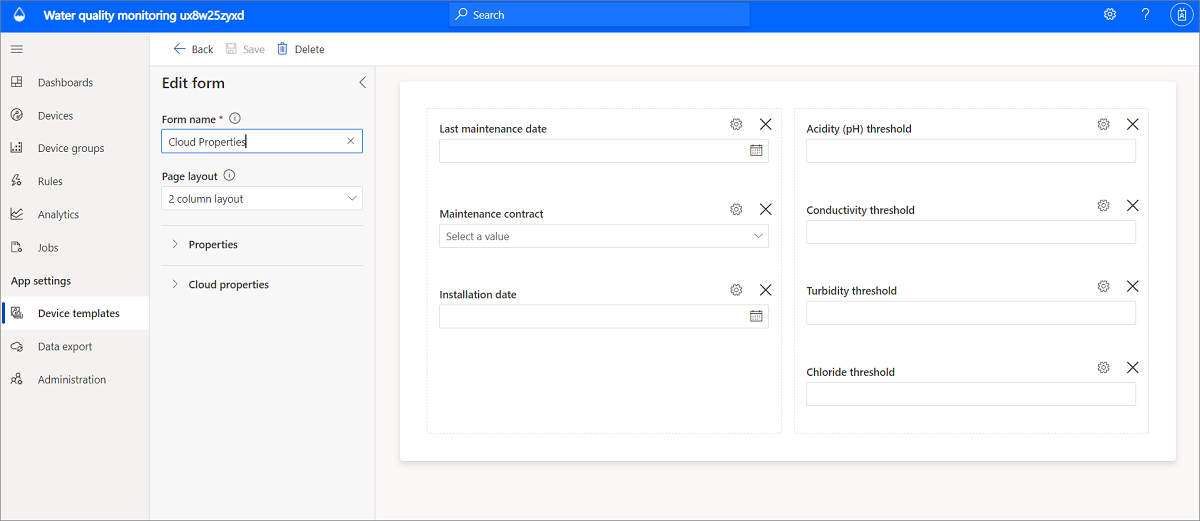 Water quality monitoring ux8w25zyxd
Search
?
Back
Save
Delete
Dashboards
Devices
Device groups
Rules
Analytics
Jobs
App settings
Device templates
Data export
Administration
Edit form
Form name *
Cloud Properties
Page layout
2 column layout
Properties
Cloud properties
Last maintenance date
Maintenance contract
Select a value
Installation date
Acidity (pH) threshold
Conductivity threshold
Turbidity threshold
Chloride threshold